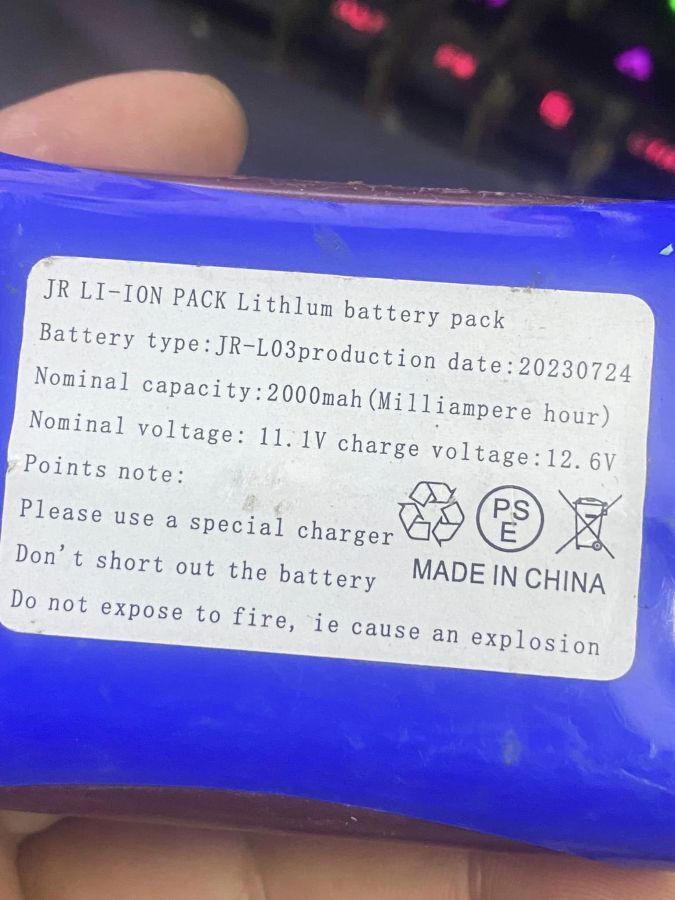 JR LI-ION PACK Lithlum battery pack
Battery type:JR-L03production date:20230724
Nominal capacity:2000mah(Milliampere hour)
Nominal voltage: 11.1V charge voltage:12.6V
Points note:
Please use a special charger
PS
E
Don't short out the battery
MADE IN CHINA
Do not expose to fire, ie cause an explosion